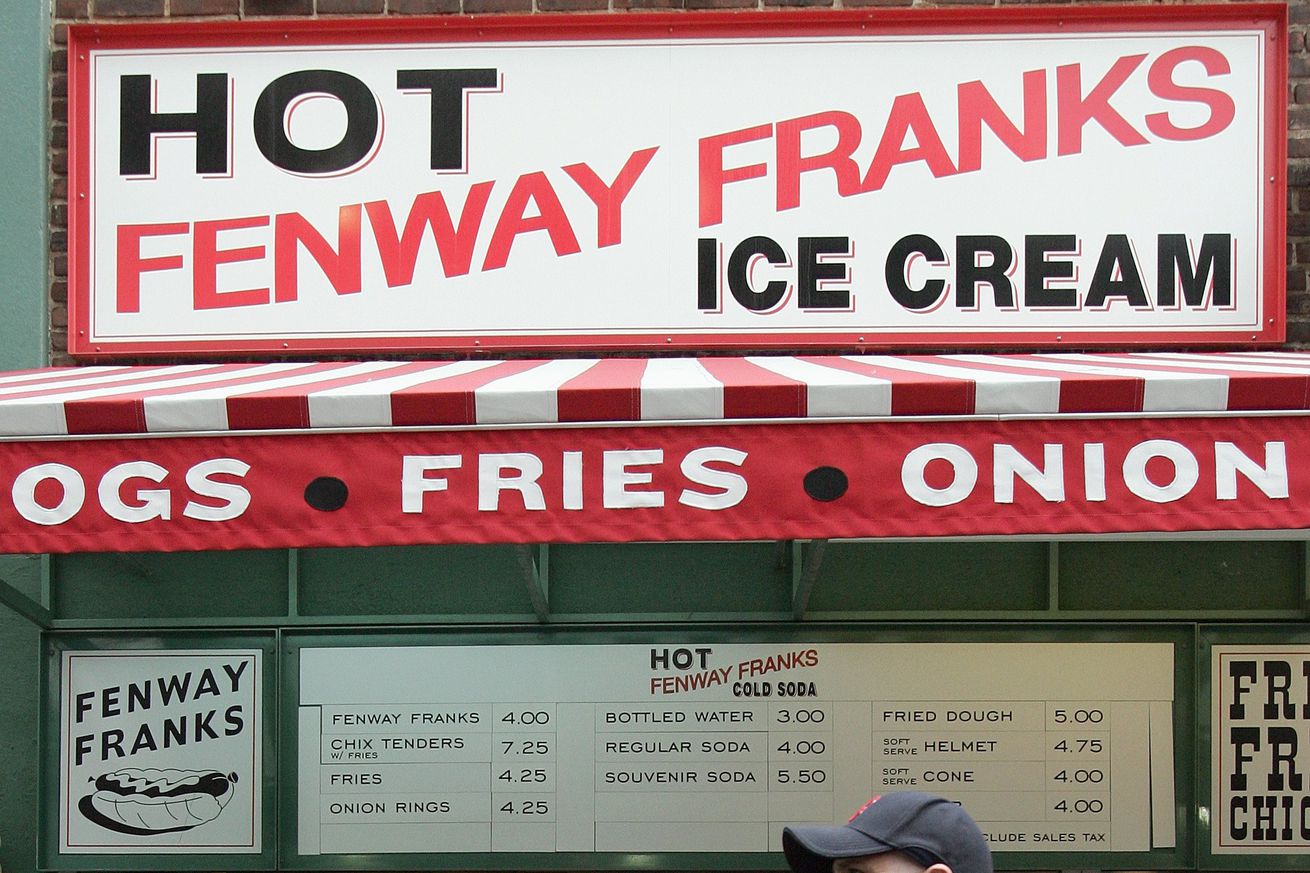 HOT
FENWAY FRANKS
ICE CREAM
OGS • FRIES • ONION
FENWAY
FRANKS
HOT
FENWAY FRANKS
COLD SODA
FENWAY FRANKS 4.00
CHIX TENDERS 7.25
W/ FRIES
FRIES 4.25
ONION RINGS 4.25
BOTTLED WATER 3.00
REGULAR SODA 4.00
SOUVENIR SODA 5.50
FRIED DOUGH 5.00
SOFT SERVE HELMET 4.75
SOFT SERVE CONE 4.00
4.00
CLUDE SALES TAX
FRI
FR
CHIC